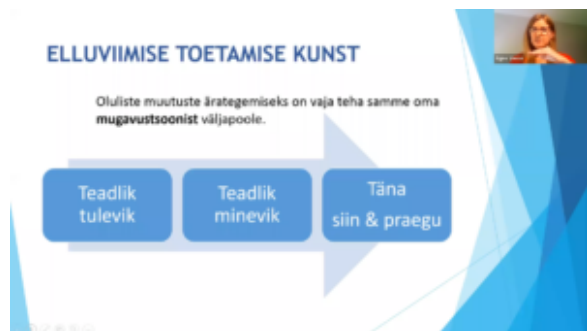 ELLUVIIMISE TOETAMISE KUNST
Oluliste muutuste ärategemiseks on vaja teha samme oma
mugavustsoonist väljapoole.
Teadlik
tulevik
Teadlik
minevik
Täna
siin & praegu